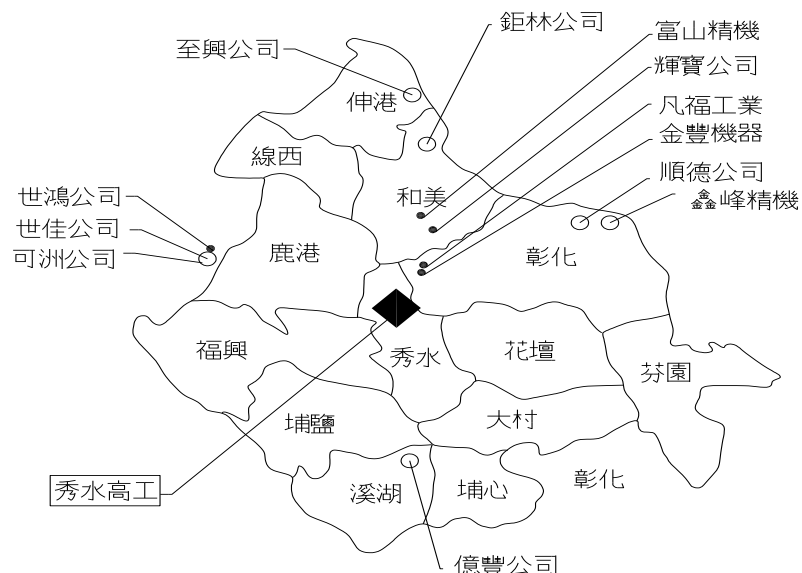 鉅林公司
富山精機
至興公司
輝寶公司
伸港
凡福工業
金豐機器
線西
順德公司
世鴻公司
和美
鑫峰精機
世佳公司
鹿港
彰化
可洲公司
福興
秀水
花壇
芬園
埔鹽
大村
秀水高工
溪湖
埔心
彰化
億豐公司